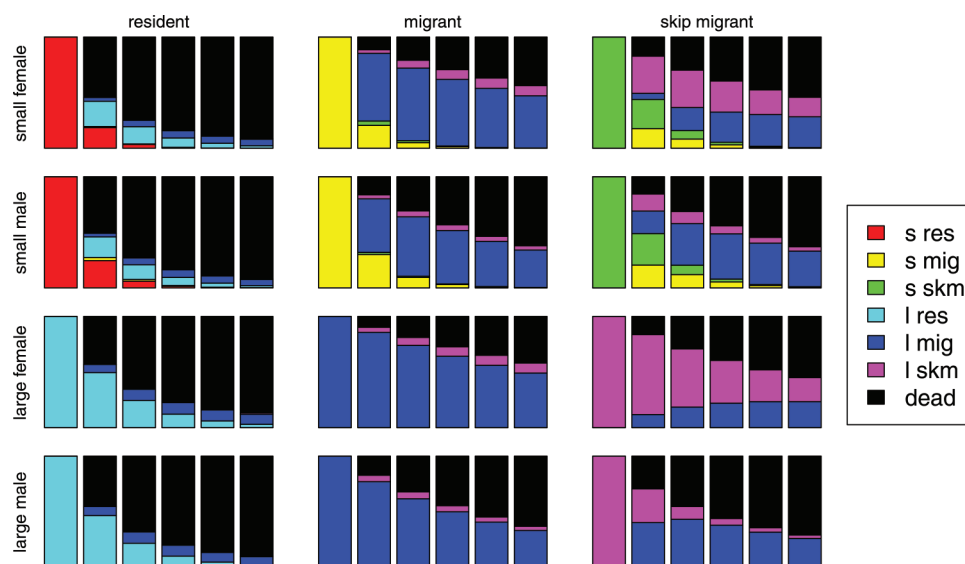 resident migrant skip migrant
small female
small male
large female
large male
s res
s mig
s skm
l res
l mig
l skm
dead